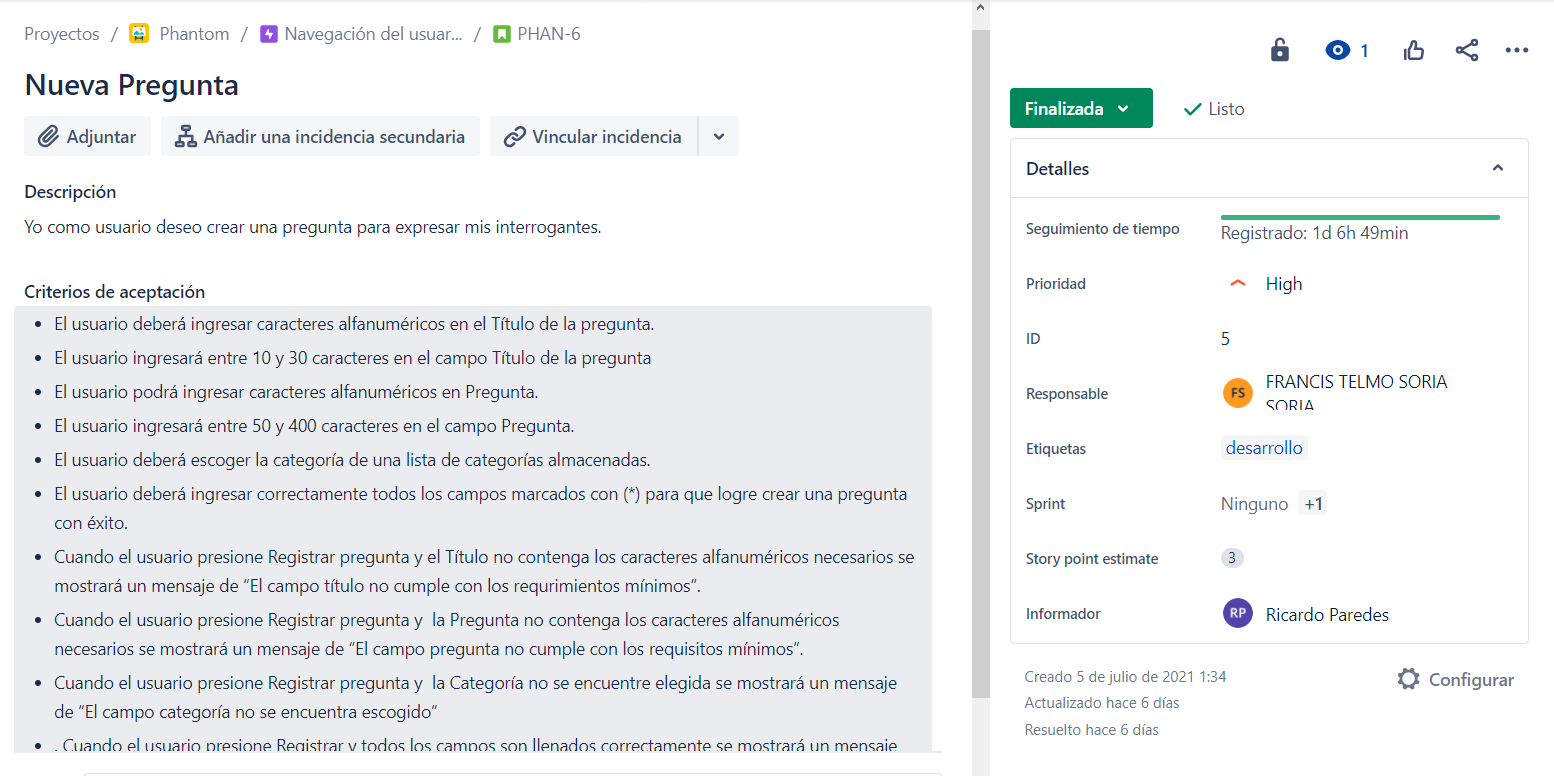 Proyectos / Phantom / Navegación del usuar... / PHAN-6
Nueva Pregunta
Adjuntar
Añadir una incidencia secundaria
Vincular incidencia
Descripción
Yo como usuario deseo crear una pregunta para expresar mis interrogantes.
Criterios de aceptación
• El usuario deberá ingresar caracteres alfanuméricos en el Título de la pregunta.
• El usuario ingresará entre 10 y 30 caracteres en el campo Título de la pregunta
• El usuario podrá ingresar caracteres alfanuméricos en Pregunta.
• El usuario ingresará entre 50 y 400 caracteres en el campo Pregunta.
• El usuario deberá escoger la categoría de una lista de categorías almacenadas.
• El usuario deberá ingresar correctamente todos los campos marcados con (*) para que logre crear una pregunta
con éxito.
• Cuando el usuario presione Registrar pregunta y el Título no contenga los caracteres alfanuméricos necesarios se
mostrará un mensaje de “El campo título no cumple con los requrimientos mínimos“.
• Cuando el usuario presione Registrar pregunta y  la Pregunta no contenga los caracteres alfanuméricos
necesarios se mostrará un mensaje de “El campo pregunta no cumple con los requisitos mínimos“.
• Cuando el usuario presione Registrar pregunta y  la Categoría no se encuentre elegida se mostrará un mensaje
de “El campo categoría no se encuentra escogido“
• . Cuando el usuario presione Registrar y todos los campos son llenados correctamente se mostrará un mensaje
1
Finalizada
Listo
Detalles
Seguimiento de tiempo
Registrado: 1d 6h 49min
Prioridad
High
ID
5
Responsable
FS
FRANCIS TELMO SORIA
SORIA
Etiquetas
desarrollo
Sprint
Ninguno +1
Story point estimate
3
Informador
RP
Ricardo Paredes
Creado 5 de julio de 2021 1:34
Actualizado hace 6 días
Resuelto hace 6 días
Configurar